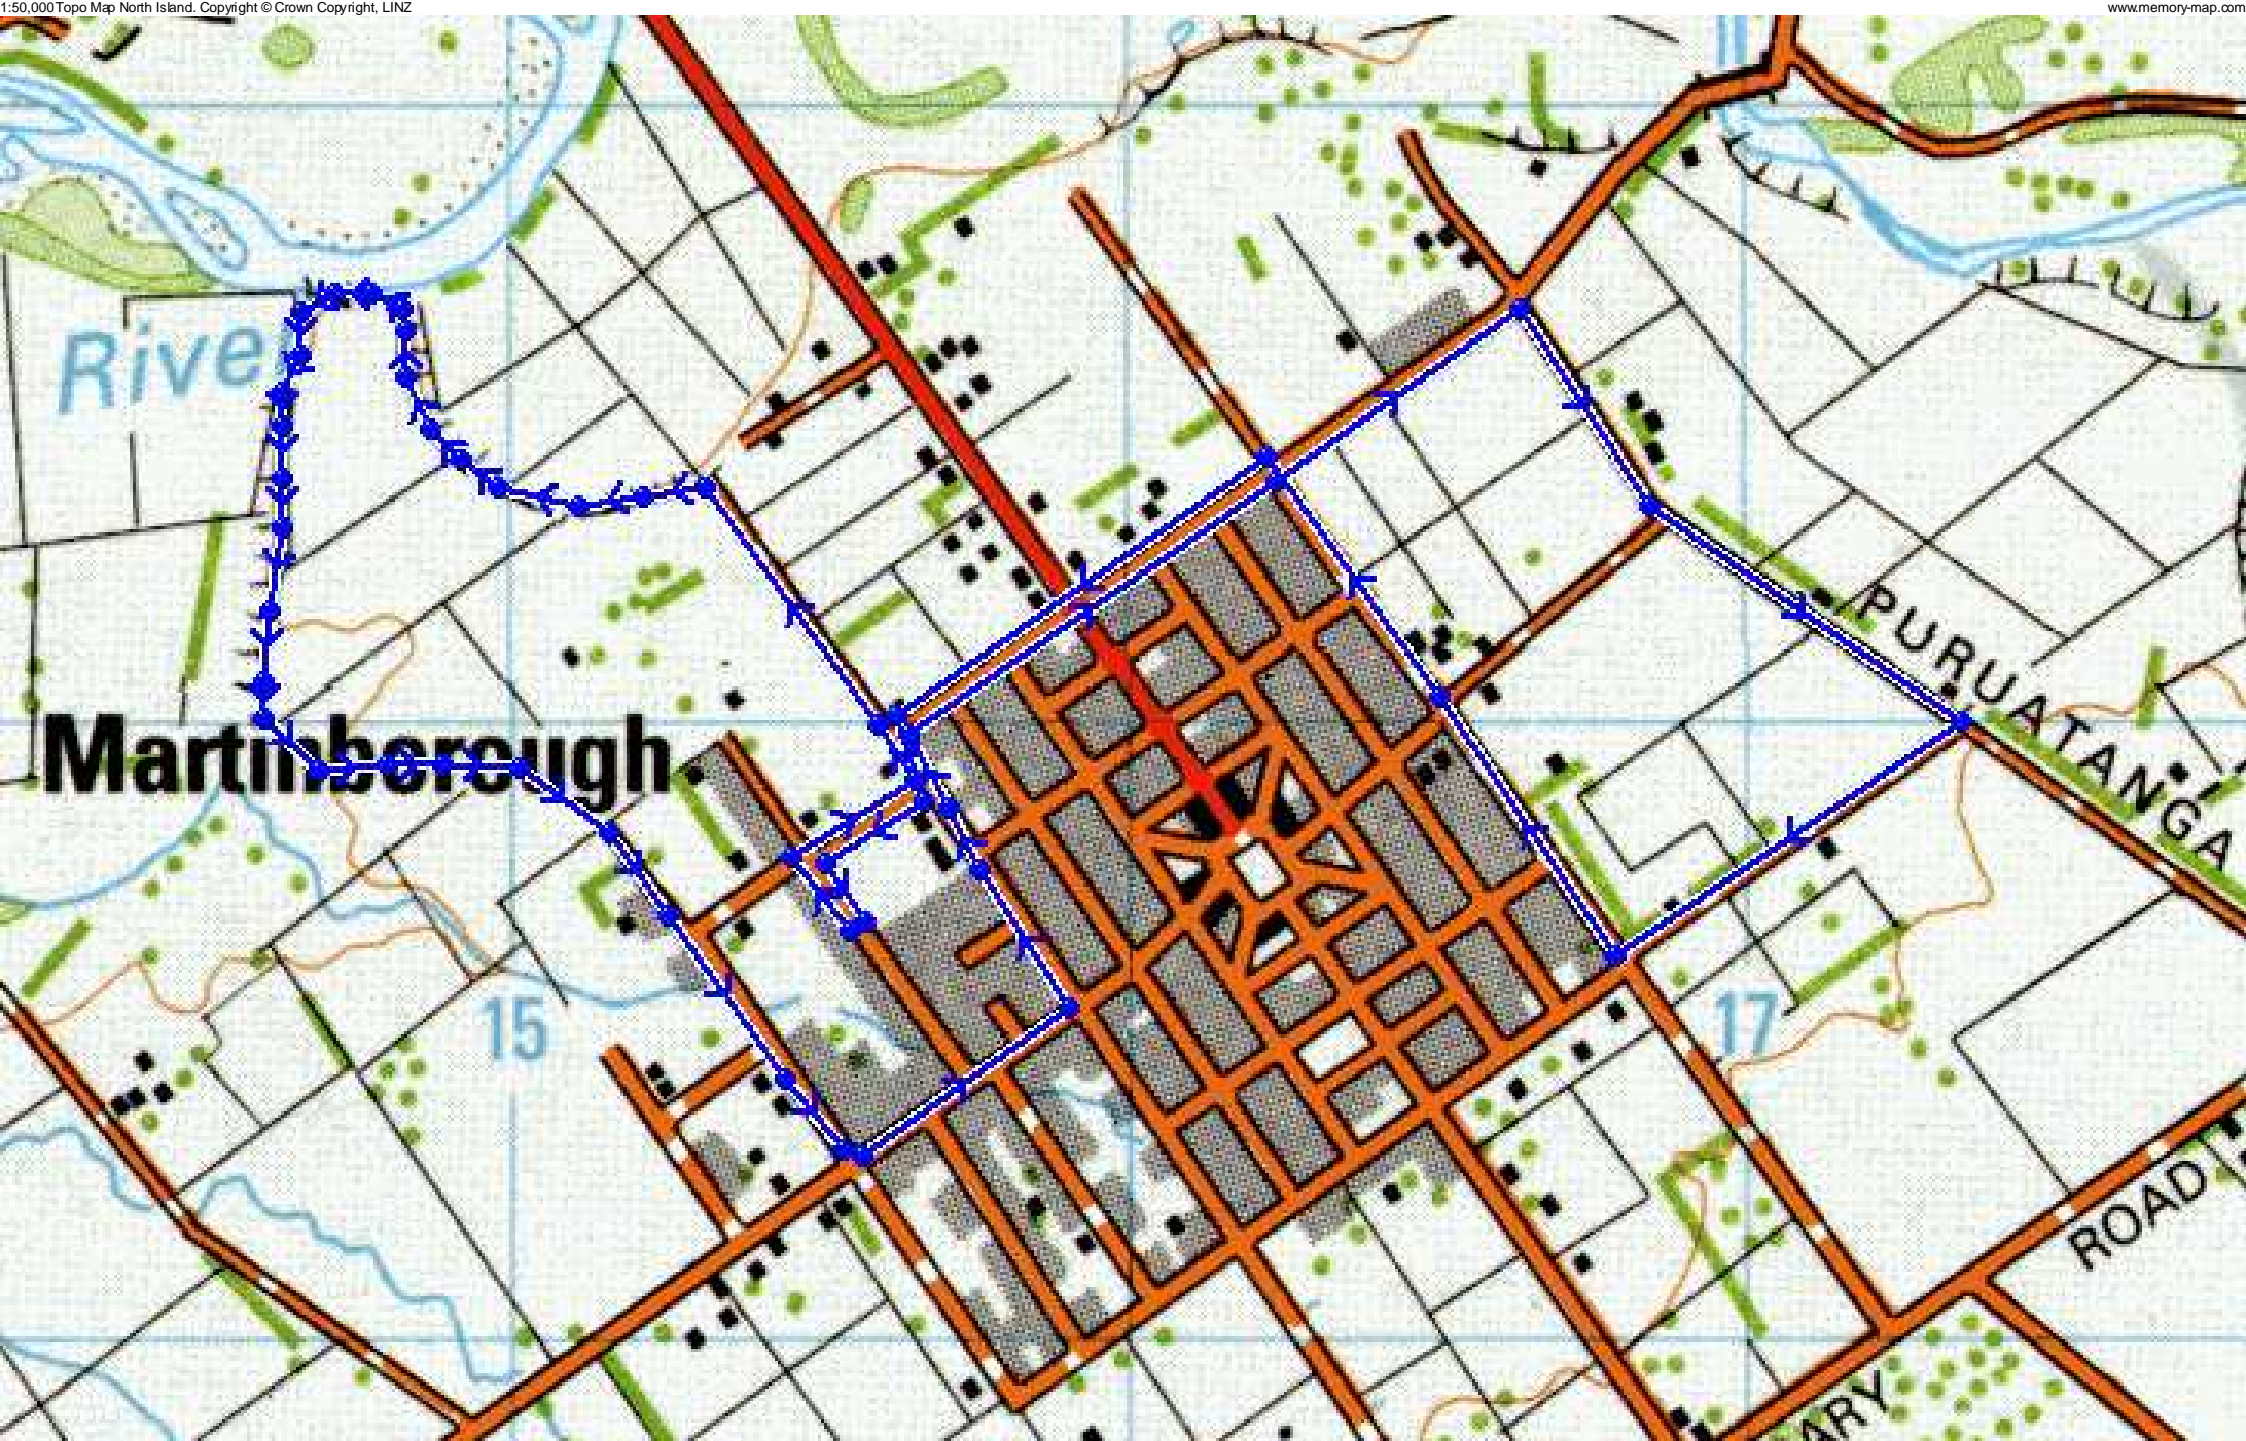 1:50,000 Topo Map North Island. Copyright © Crown Copyright, LINZ
www.memory-map.com
Rive
PURUATANGA
Martinborough
15
17
ROAD
ARY